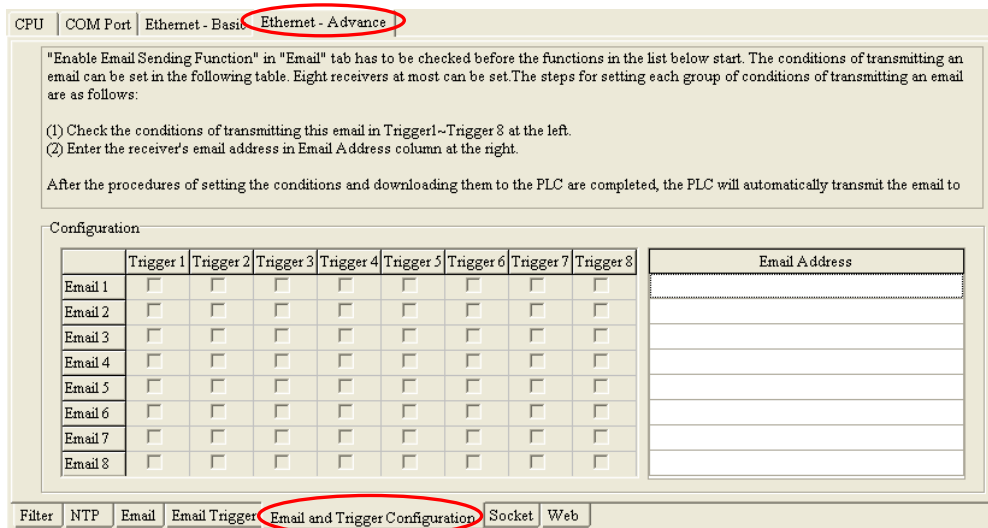 CPU COM Port Ethernet - Basic Ethernet - Advance
"Enable Email Sending Function" in "Email" tab has to be checked before the functions in the list below start. The conditions of transmitting an
email can be set in the following table. Eight receivers at most can be set.The steps for setting each group of conditions of transmitting an email
are as follows:
(1) Check the conditions of transmitting this email in Trigger1~Trigger 8 at the left.
(2) Enter the receiver's email address in Email Address column at the right.
After the procedures of setting the conditions and downloading them to the PLC are completed, the PLC will automatically transmit the email to
Configuration
Trigger 1 Trigger 2 Trigger 3 Trigger 4 Trigger 5 Trigger 6 Trigger 7 Trigger 8 Email Address
Email 1
Email 2
Email 3
Email 4
Email 5
Email 6
Email 7
Email 8
Filter NTP Email Email Trigger Email and Trigger Configuration Socket Web